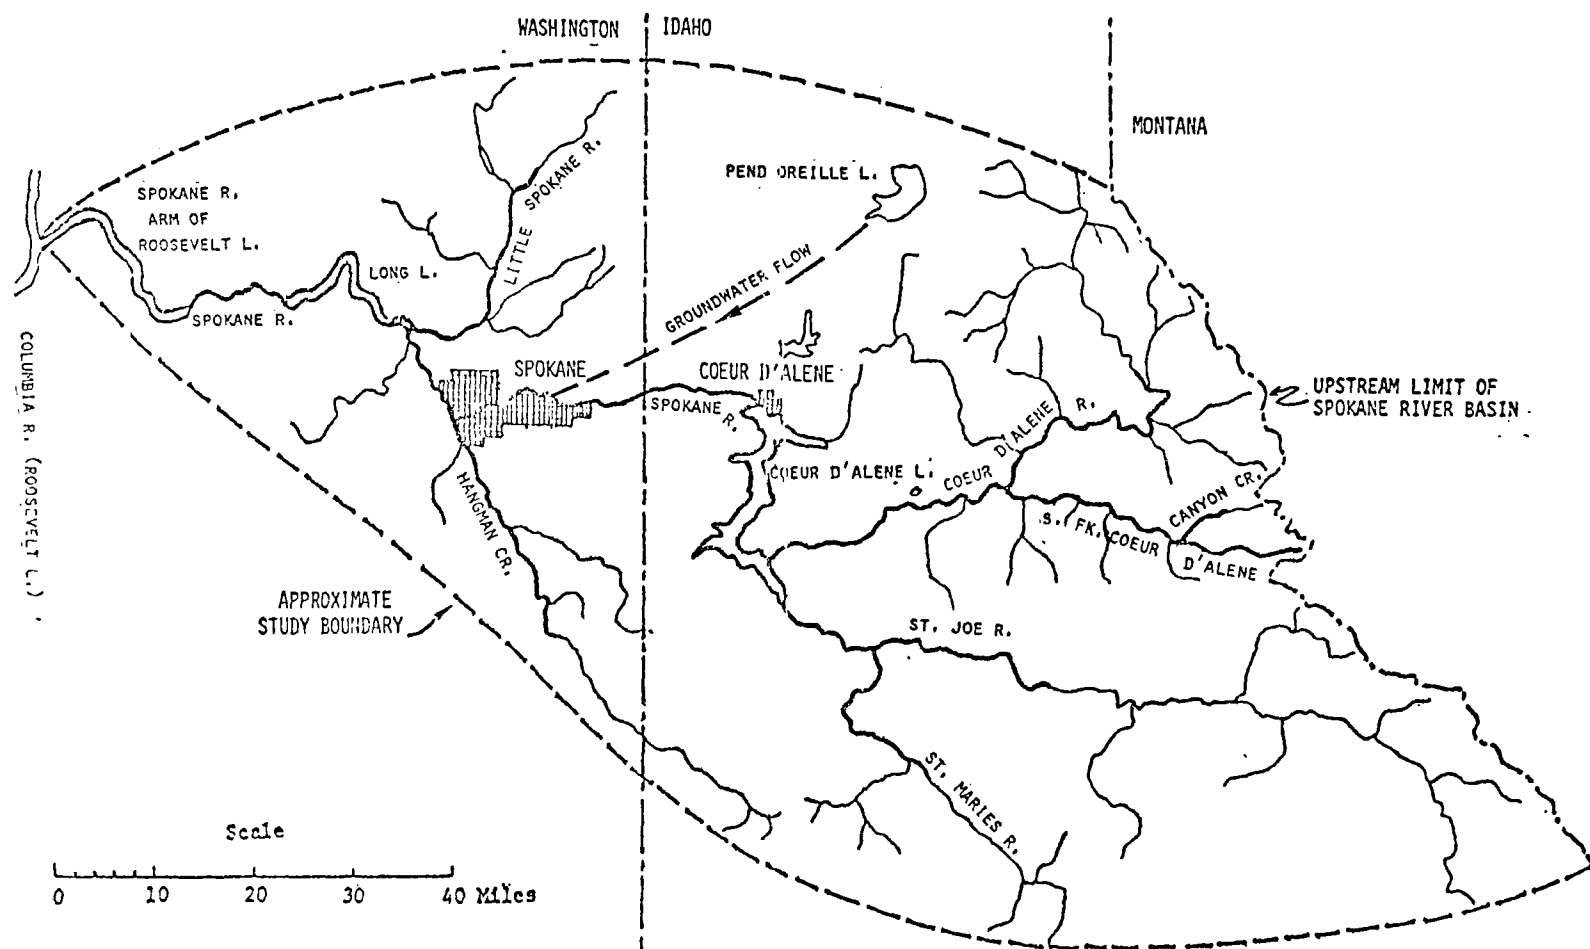 WASHINGTON
IDAHO
MONTANA
SPOKANE R.
ARM OF
ROOSEVELT L.
LITTLE SPOKANE R.
PEND OREILLE L.
LONG L.
SPOKANE R.
GROUNDWATER FLOW
COLUMBIA R. (ROOSEVELT L.)
SPOKANE
COEUR D'ALENE
SPOKANE R.
COEUR D'ALENE R.
UPSTREAM LIMIT OF
SPOKANE RIVER BASIN
COEUR D'ALENE L.
HANGMAN CR.
CANYON CR.
S. FK. COEUR D'ALENE
APPROXIMATE
STUDY BOUNDARY
ST. JOE R.
ST. MARIES R.
Scale
0 10 20 30 40 Miles